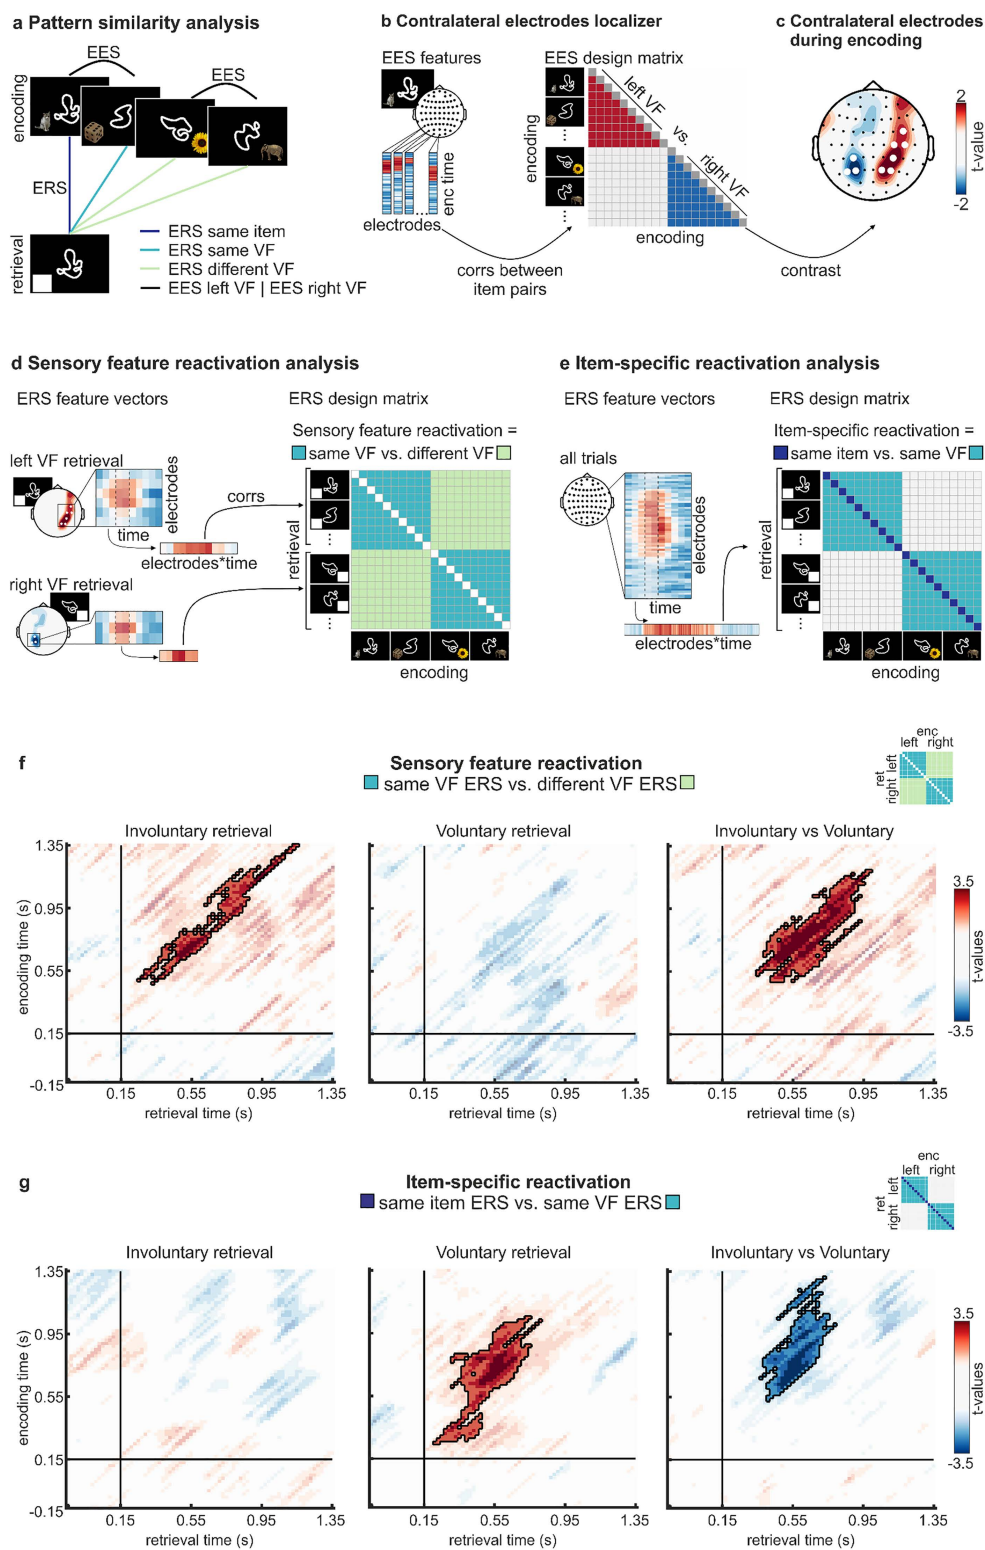 a Pattern similarity analysis
EES
EES
encoding
ERS
retrieval
ERS same item
ERS same VF
ERS different VF
EES left VF | EES right VF
b Contralateral electrodes localizer
EES features
EES design matrix
enc time
electrodes
encoding
left VF
vs.
right VF
encoding
corrs between
item pairs
contrast
c Contralateral electrodes
during encoding
2
t-value
-2
d Sensory feature reactivation analysis
ERS feature vectors
ERS design matrix
Sensory feature reactivation =
same VF vs. different VF
left VF retrieval
electrodes
time
corrs
electrodes*time
right VF retrieval
retrieval
encoding
e Item-specific reactivation analysis
ERS feature vectors
ERS design matrix
Item-specific reactivation =
same item vs. same VF
all trials
electrodes
time
electrodes*time
retrieval
encoding
f
Sensory feature reactivation
same VF ERS vs. different VF ERS
enc
left right
ret
right left
Involuntary retrieval
Voluntary retrieval
Involuntary vs Voluntary
1.35
0.95
0.55
0.15
-0.15
encoding time (s)
0.15 0.55 0.95 1.35
retrieval time (s)
0.15 0.55 0.95 1.35
retrieval time (s)
0.15 0.55 0.95 1.35
retrieval time (s)
3.5
t-values
-3.5
g
Item-specific reactivation
same item ERS vs. same VF ERS
enc
left right
ret
right left
Involuntary retrieval
Voluntary retrieval
Involuntary vs Voluntary
1.35
0.95
0.55
0.15
-0.15
encoding time (s)
0.15 0.55 0.95 1.35
retrieval time (s)
0.15 0.55 0.95 1.35
retrieval time (s)
0.15 0.55 0.95 1.35
retrieval time (s)
3.5
t-values
-3.5